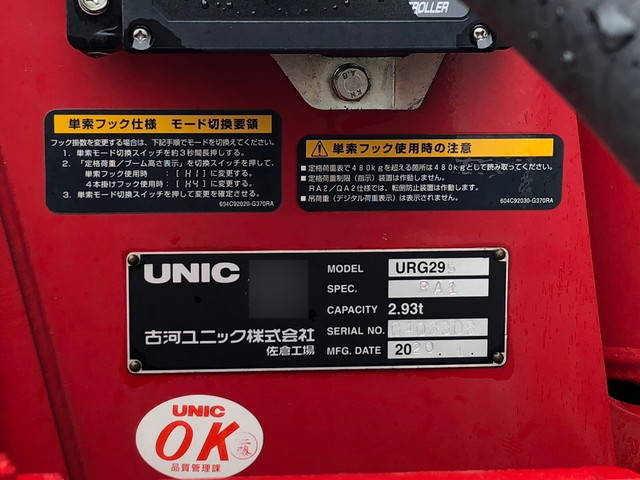 CONTROLLER
単索フック仕様 モード切換要領
フック掛数を変更する場合は、下記手順でモードを切換えてください。
1. 単索モード切換スイッチを約3秒間長押しする。
2. 「定格荷重/ブーム高さ表示」を切換スイッチを押して、
単索フック使用時 : [H1]に変更する。
4本掛けフック使用時 : [H4]に変更する。
3. 単索モード切換スイッチを押して変更を確定させる。
604C92030-G370RA
単索フック使用時の注意
■定格荷重表で480kgを超える箇所は480kgとして読み取ってください。
■定格荷重制限(指示)装置は作動しません。
RA2/QA2仕様では、転倒防止装置は作動しません。
■吊荷重(デジタル荷重表示)は表示されません。
604C92020-G370RA
UNIC
古河ユニック株式会社
佐倉工場
MODEL URG295
SPEC. RA1
CAPACITY 2.93t
SERIAL NO.
MFG. DATE 2020. 1.
UNIC
OK
品質管理課